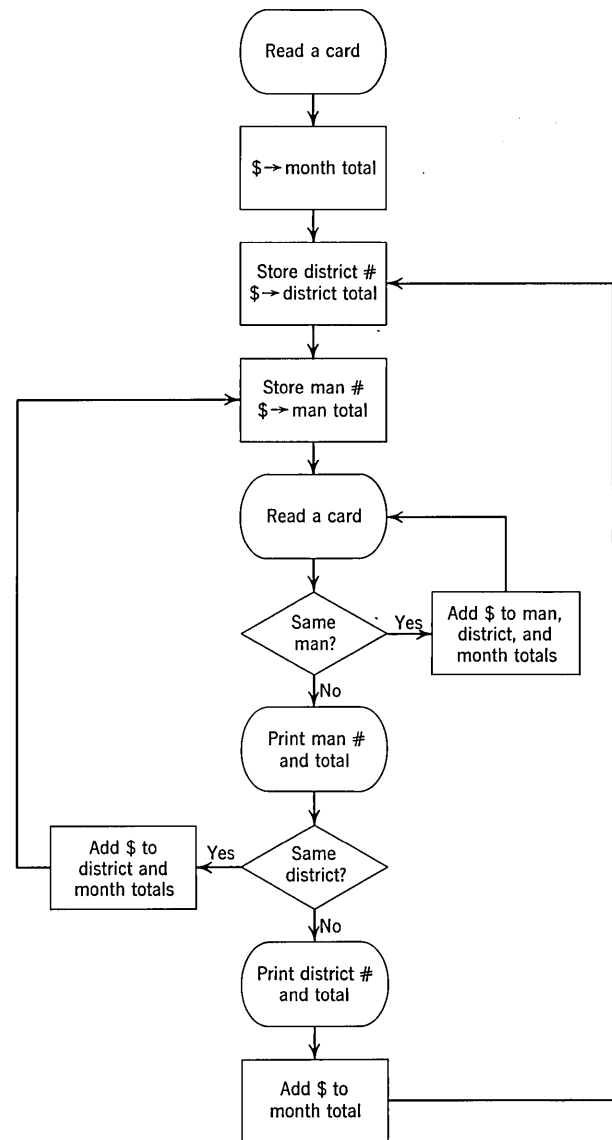 Read a card
$→month total
Store district #
$→district total
Store man #
$→man total
Read a card
Same
man?
Yes
Add $ to man,
district, and
month totals
No
Print man #
and total
Same
district?
Yes
Add $ to
district and
month totals
No
Print district #
and total
Add $ to
month total